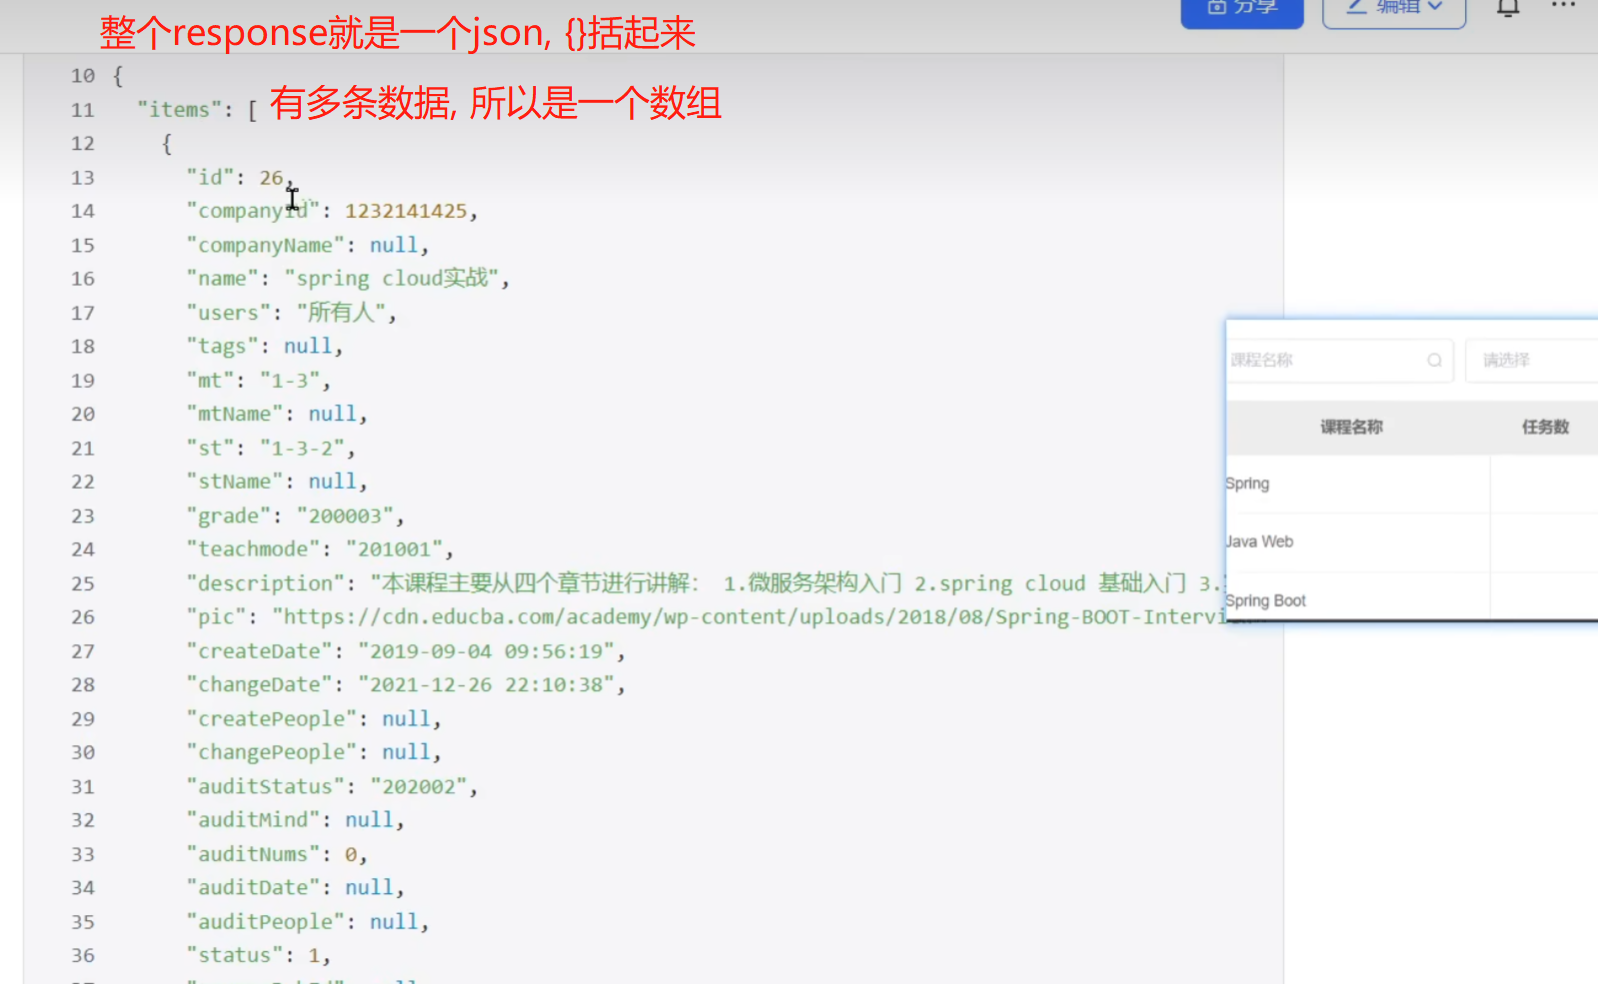 分享 编辑
整个response就是一个json, {}括起来
10 {
11 "items": [ 有多条数据, 所以是一个数组
12 {
13 "id": 26,
14 "companyId": 1232141425,
15 "companyName": null,
16 "name": "spring cloud实战",
17 "users": "所有人",
18 "tags": null,
19 "mt": "1-3",
20 "mtName": null,
21 "st": "1-3-2",
22 "stName": null,
23 "grade": "200003",
24 "teachmode": "201001",
25 "description": "本课程主要从四个章节进行讲解： 1.微服务架构入门 2.spring cloud 基础入门 3.
26 "pic": "https://cdn.educba.com/academy/wp-content/uploads/2018/08/Spring-BOOT-Intervi
27 "createDate": "2019-09-04 09:56:19",
28 "changeDate": "2021-12-26 22:10:38",
29 "createPeople": null,
30 "changePeople": null,
31 "auditStatus": "202002",
32 "auditMind": null,
33 "auditNums": 0,
34 "auditDate": null,
35 "auditPeople": null,
36 "status": 1,
课程名称 请选择
课程名称 任务数
Spring
Java Web
Spring Boot